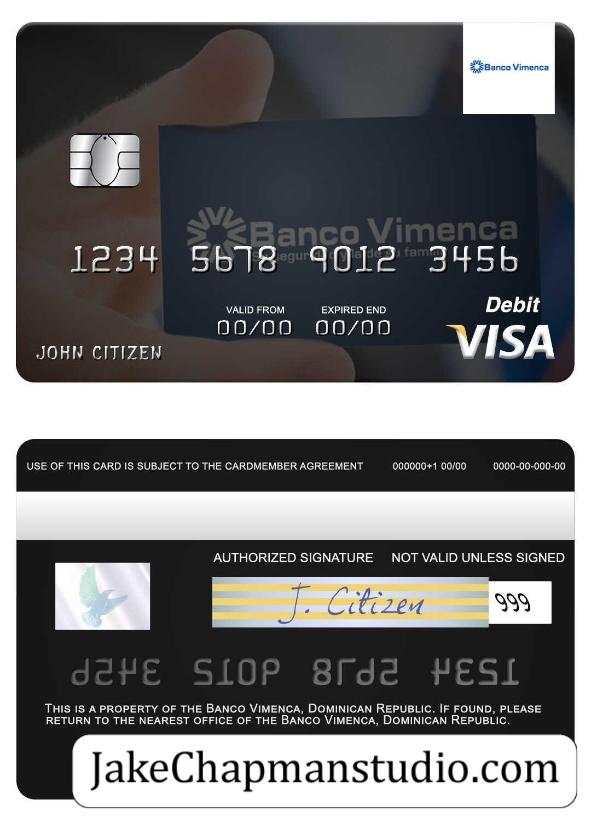 Banco Vimenca
Banco Vimenca
1234 5678 9012 3456
Debit
VALID FROM EXPIRED END
00/00 00/00
VISA
JOHN CITIZEN
USE OF THIS CARD IS SUBJECT TO THE CARDMEMBER AGREEMENT 000000+1 00/00 0000-00-000-00
AUTHORIZED SIGNATURE NOT VALID UNLESS SIGNED
J. Citizen 999
THIS IS A PROPERTY OF THE BANCO VIMENCA, DOMINICAN REPUBLIC. IF FOUND, PLEASE
RETURN TO THE NEAREST OFFICE OF THE BANCO VIMENCA, DOMINICAN REPUBLIC.
JakeChapmanstudio.com